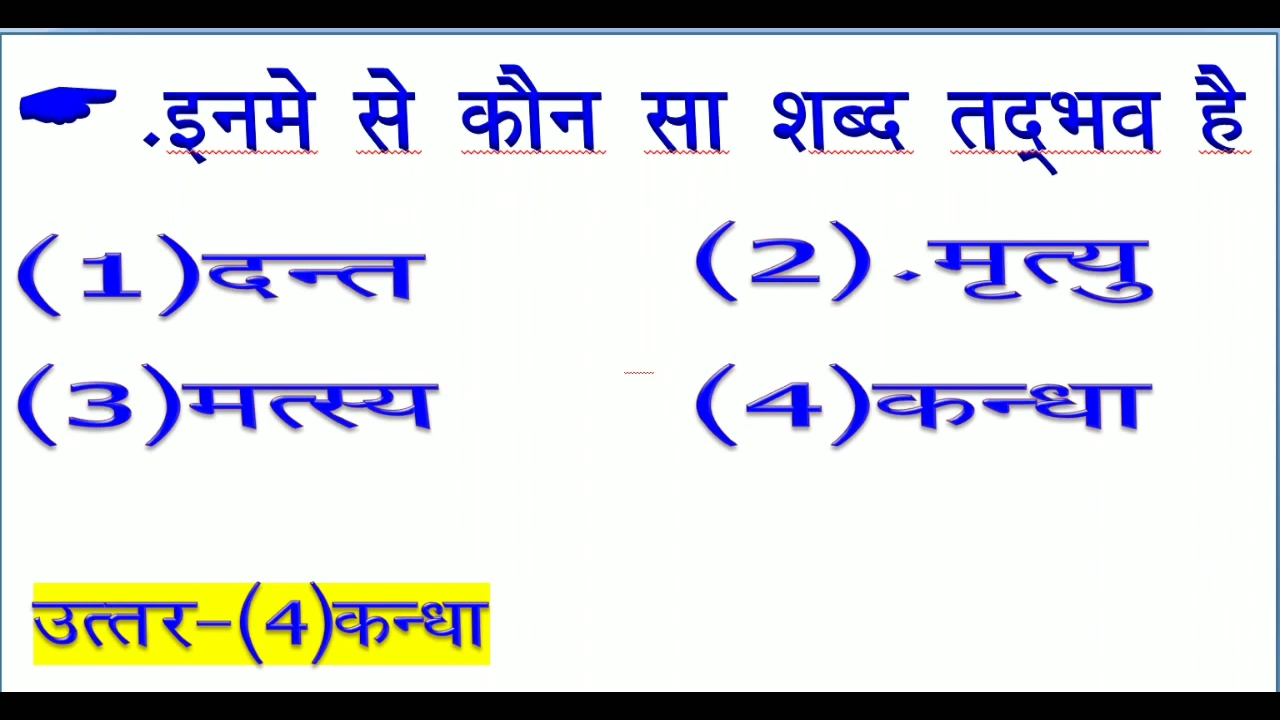 .इनमे से कौन सा शब्द तद्भव है
(1)दन्त (2).मृत्यु
(3)मत्स्य (4)कन्धा
उत्तर-(4)कन्धा